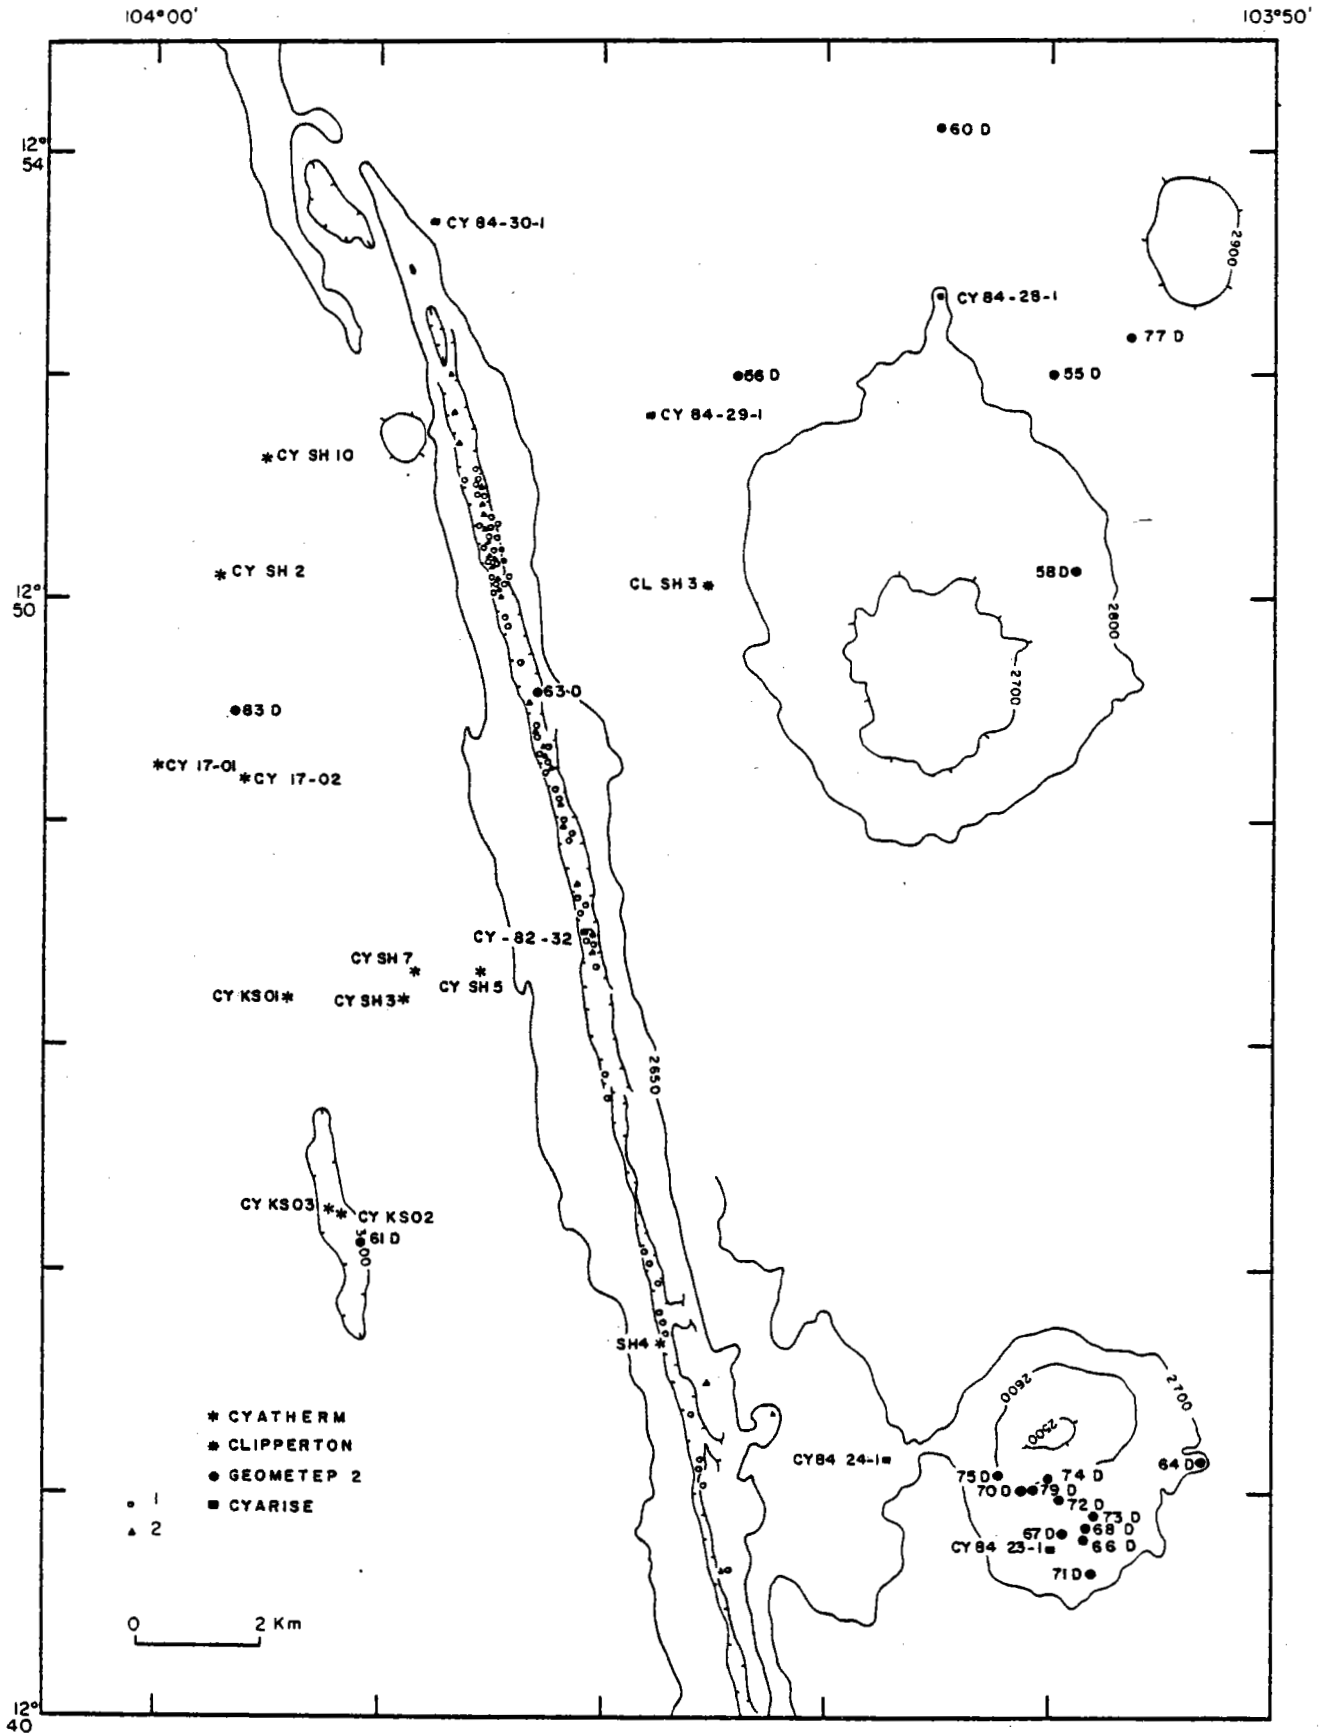 104°00'
103°50'
60 D
12°
54
CY 84-30-1
2900
CY 84-28-1
77 D
66 D
55 D
CY 84-29-1
CY SH 10
CY SH 2
CL SH 3
58 D
12°
50
2800
2700
63-D
83 D
CY 17-01
CY 17-02
CY-82-32
CY SH 7
CY SH 5
CY KS01
CY SH3
2650
CY KS03
CY KS02
61 D
SH4
2600
2700
2500
CYATHERM
CLIPPERTON
GEOMETEP 2
CYARISE
1
2
CY84 24-1
64 D
75 D
74 D
70 D
79 D
72 D
73 D
67 D
68 D
CY84 23-1
66 D
71 D
0 2 Km
12°
40